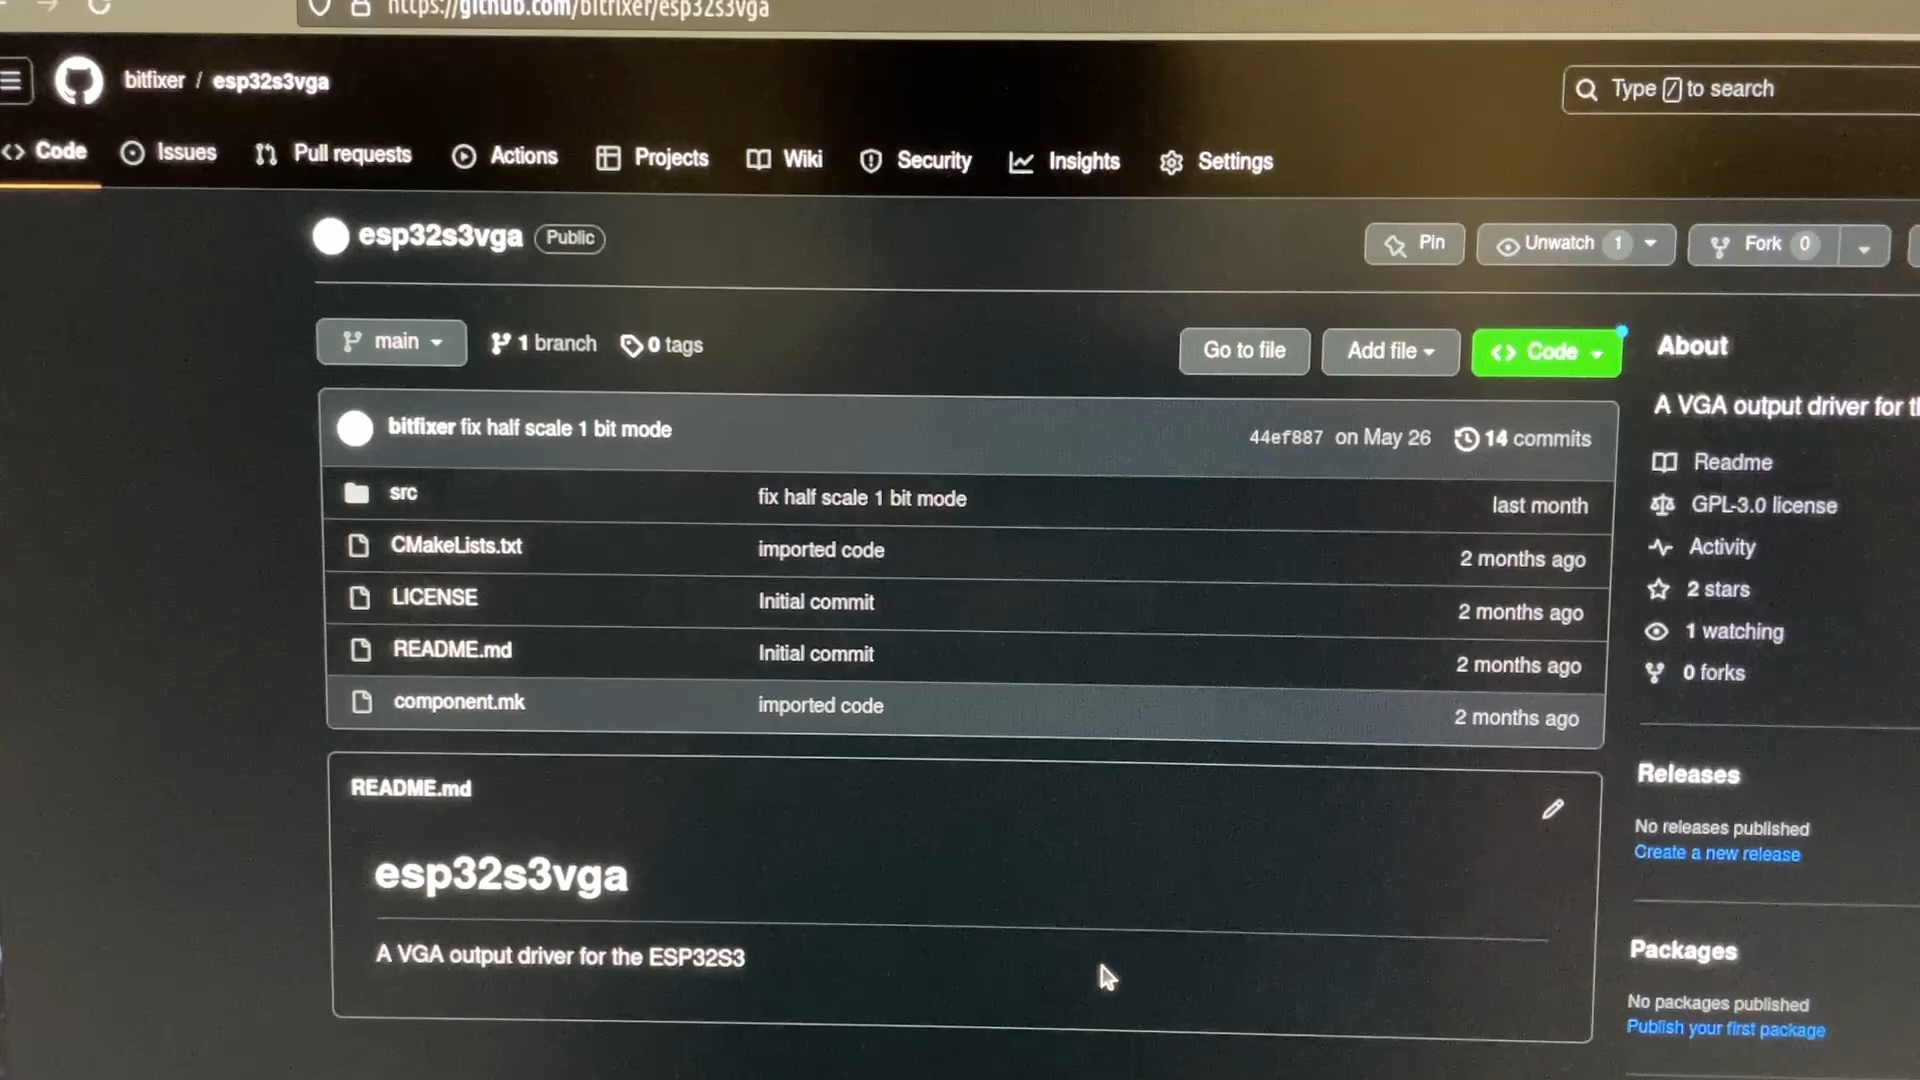 https://github.com/bitfixer/esp32s3vga
bitfixer / esp32s3vga
Type / to search
Code Issues Pull requests Actions Projects Wiki Security Insights Settings
esp32s3vga Public
Pin Unwatch 1 Fork 0
main 1 branch 0 tags Go to file Add file Code
About
A VGA output driver for
bitfixer fix half scale 1 bit mode 44ef887 on May 26 14 commits
src fix half scale 1 bit mode last month
CMakeLists.txt imported code 2 months ago
LICENSE Initial commit 2 months ago
README.md Initial commit 2 months ago
component.mk imported code 2 months ago
Readme
GPL-3.0 license
Activity
2 stars
1 watching
0 forks
README.md
esp32s3vga
A VGA output driver for the ESP32S3
Releases
No releases published
Create a new release
Packages
No packages published
Publish your first package